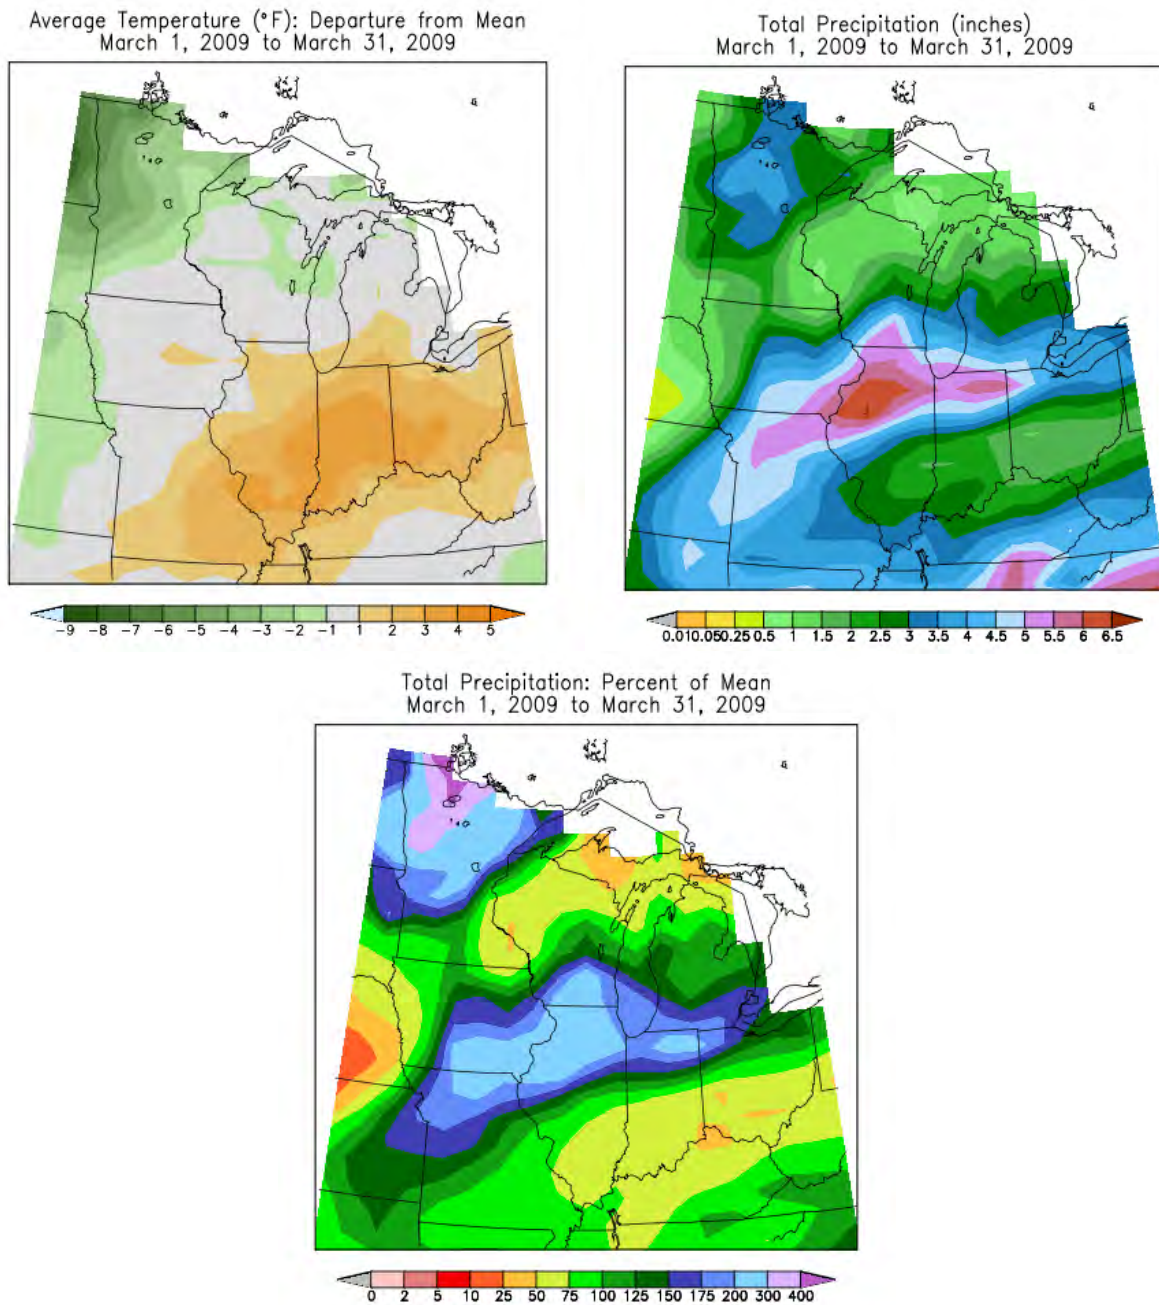 Average Temperature (°F): Departure from Mean
March 1, 2009 to March 31, 2009
-9 -8 -7 -6 -5 -4 -3 -2 -1 1 2 3 4 5
Total Precipitation (inches)
March 1, 2009 to March 31, 2009
0.01 0.05 0.25 0.5 1 1.5 2 2.5 3 3.5 4 4.5 5 5.5 6 6.5
Total Precipitation: Percent of Mean
March 1, 2009 to March 31, 2009
0 2 5 10 25 50 75 100 125 150 175 200 300 400